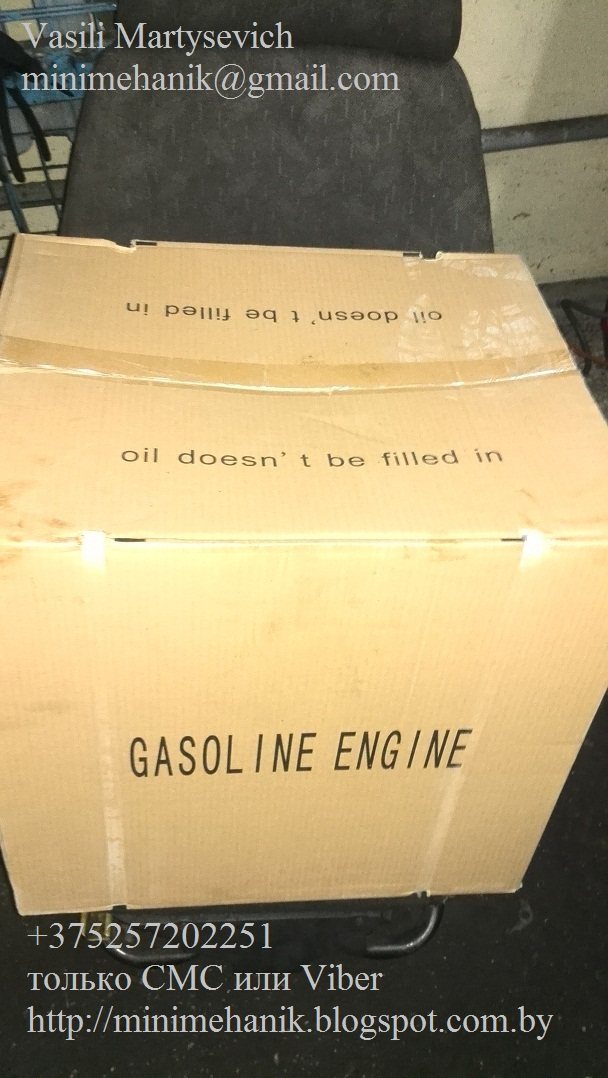 Vasili Martysevich
minimehanik@gmail.com
oil doesn't be filled in
oil doesn't be filled in
GASOLINE ENGINE
+375257202251
только СМС или Viber
http://minimehanik.blogspot.com.by